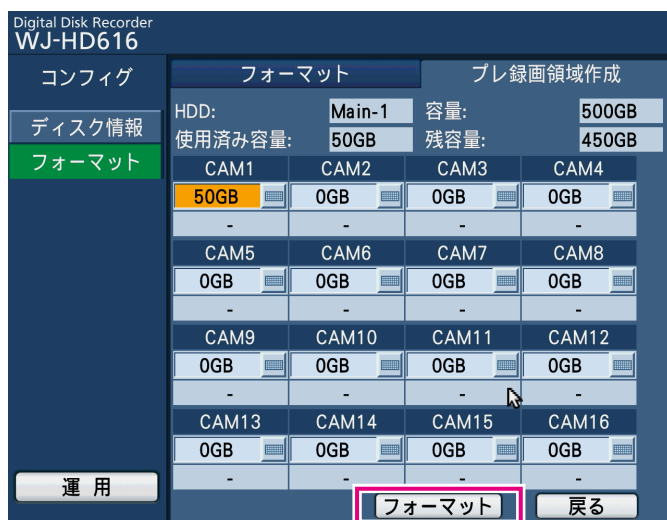 Digital Disk Recorder
WJ-HD616
コンフィグ
ディスク情報
フォーマット
運用
フォーマット プレ録画領域作成
HDD: Main-1 容量: 500GB
使用済み容量: 50GB 残容量: 450GB
CAM1 CAM2 CAM3 CAM4
50GB 0GB 0GB 0GB
- - - -
CAM5 CAM6 CAM7 CAM8
0GB 0GB 0GB 0GB
- - - -
CAM9 CAM10 CAM11 CAM12
0GB 0GB 0GB 0GB
- - - -
CAM13 CAM14 CAM15 CAM16
0GB 0GB 0GB 0GB
- - - -
フォーマット 戻る